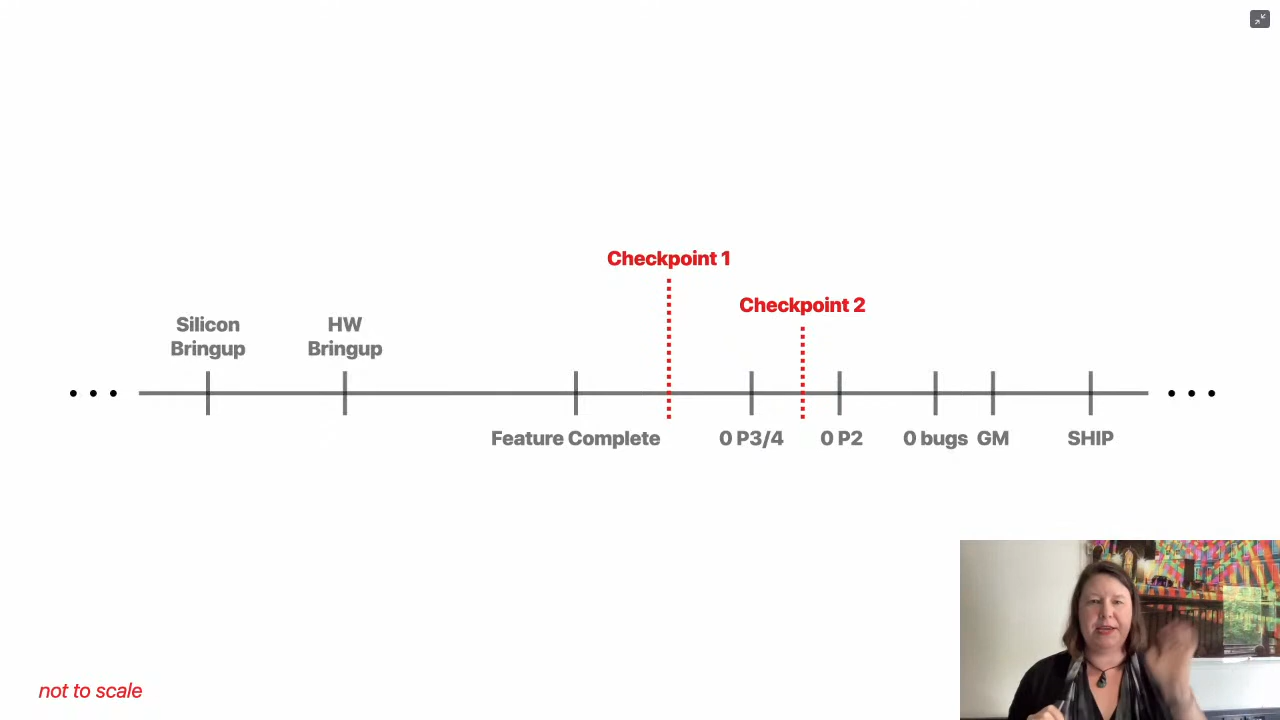 Checkpoint 1
Checkpoint 2
Silicon
Bringup
HW
Bringup
Feature Complete
0 P3/4
0 P2
0 bugs
GM
SHIP
not to scale